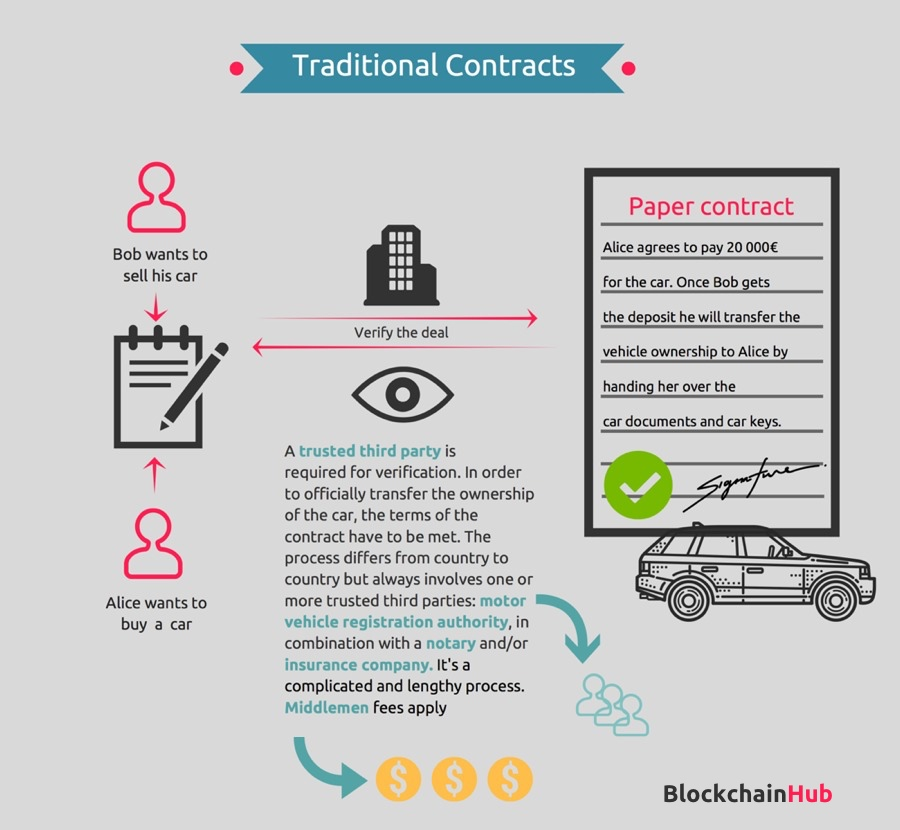 Traditional Contracts
Bob wants to
sell his car
Alice wants to
buy a car
Verify the deal
A trusted third party is
required for verification. In order
to officially transfer the ownership
of the car, the terms of the
contract have to be met. The
process differs from country to
country but always involves one or
more trusted third parties: motor
vehicle registration authority, in
combination with a notary and/or
insurance company. It's a
complicated and lengthy process.
Middlemen fees apply
$ $ $
Paper contract
Alice agrees to pay 20 000€
for the car. Once Bob gets
the deposit he will transfer the
vehicle ownership to Alice by
handing her over the
car documents and car keys.
Signature
BlockchainHub